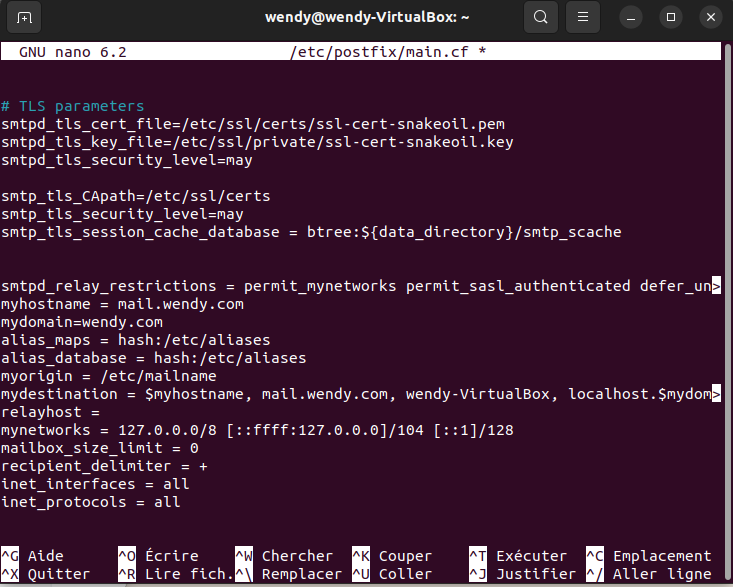 wendy@wendy-VirtualBox: ~
GNU nano 6.2 /etc/postfix/main.cf *
# TLS parameters
smtpd_tls_cert_file=/etc/ssl/certs/ssl-cert-snakeoil.pem
smtpd_tls_key_file=/etc/ssl/private/ssl-cert-snakeoil.key
smtpd_tls_security_level=may
smtp_tls_CApath=/etc/ssl/certs
smtp_tls_security_level=may
smtp_tls_session_cache_database = btree:${data_directory}/smtp_scache
smtpd_relay_restrictions = permit_mynetworks permit_sasl_authenticated defer_un>
myhostname = mail.wendy.com
mydomain=wendy.com
alias_maps = hash:/etc/aliases
alias_database = hash:/etc/aliases
myorigin = /etc/mailname
mydestination = $myhostname, mail.wendy.com, wendy-VirtualBox, localhost.$mydom>
relayhost =
mynetworks = 127.0.0.0/8 [::ffff:127.0.0.0]/104 [::1]/128
mailbox_size_limit = 0
recipient_delimiter = +
inet_interfaces = all
inet_protocols = all
^G Aide ^O Écrire ^W Chercher ^K Couper ^T Exécuter ^C Emplacement
^X Quitter ^R Lire fich. ^\ Remplacer ^U Coller ^J Justifier ^/ Aller ligne